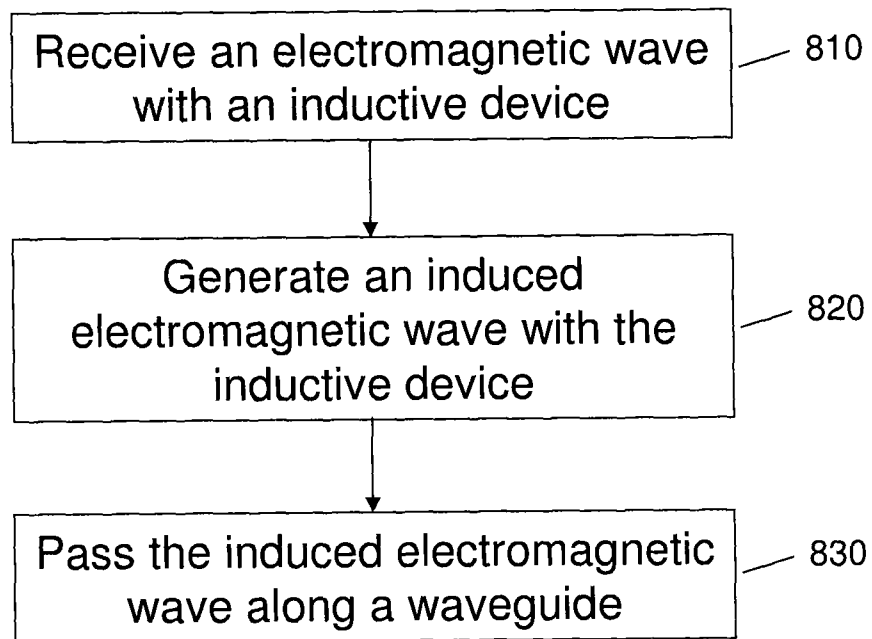 Receive an electromagnetic wave
with an inductive device
810
Generate an induced
electromagnetic wave with the
inductive device
820
Pass the induced electromagnetic
wave along a waveguide
830